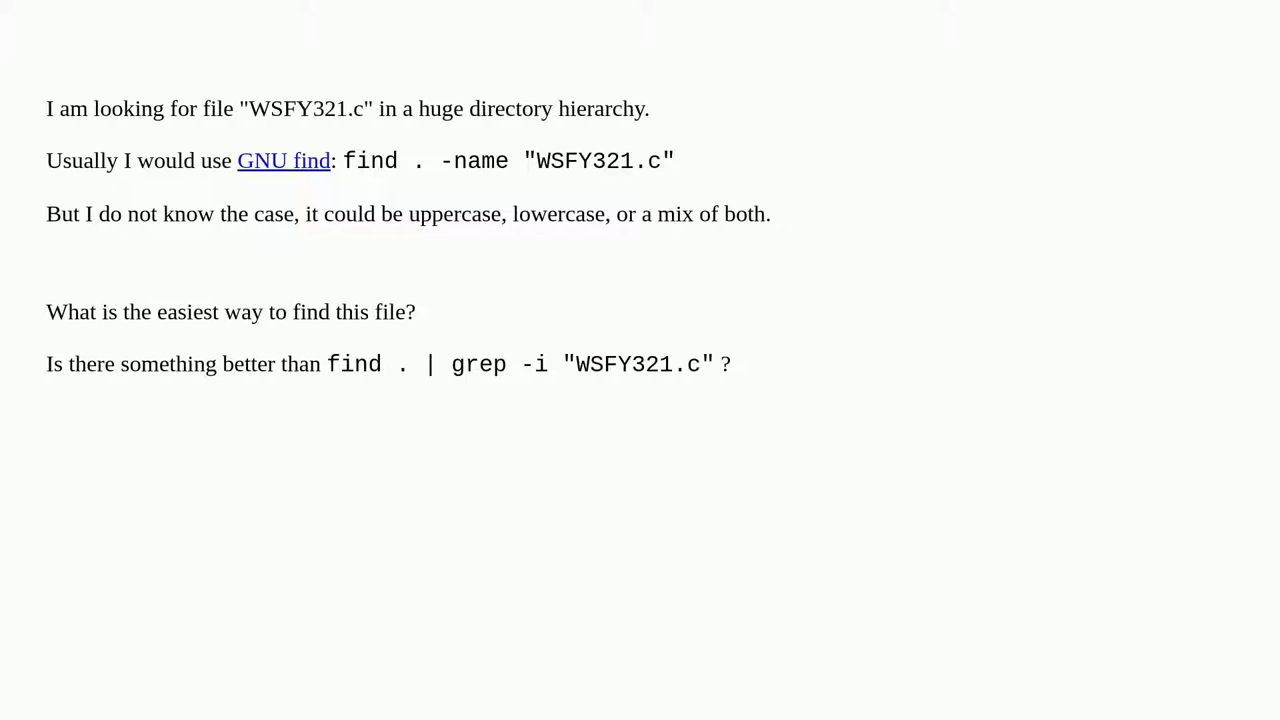 I am looking for file "WSFY321.c" in a huge directory hierarchy.
Usually I would use GNU find: find . -name "WSFY321.c"
But I do not know the case, it could be uppercase, lowercase, or a mix of both.
What is the easiest way to find this file?
Is there something better than find . | grep -i "WSFY321.c" ?